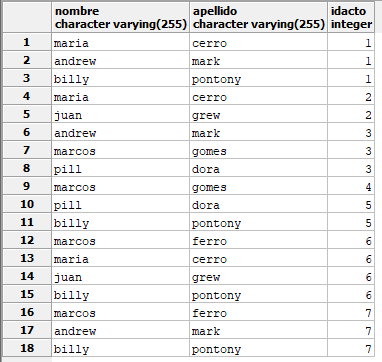 nombre apellido idacto
character varying(255) character varying(255) integer
1 maria cerro 1
2 andrew mark 1
3 billy pontony 1
4 maria cerro 2
5 juan grew 2
6 andrew mark 3
7 marcos gomes 3
8 pill dora 3
9 marcos gomes 4
10 pill dora 5
11 billy pontony 5
12 marcos ferro 6
13 maria cerro 6
14 juan grew 6
15 billy pontony 6
16 marcos ferro 7
17 andrew mark 7
18 billy pontony 7